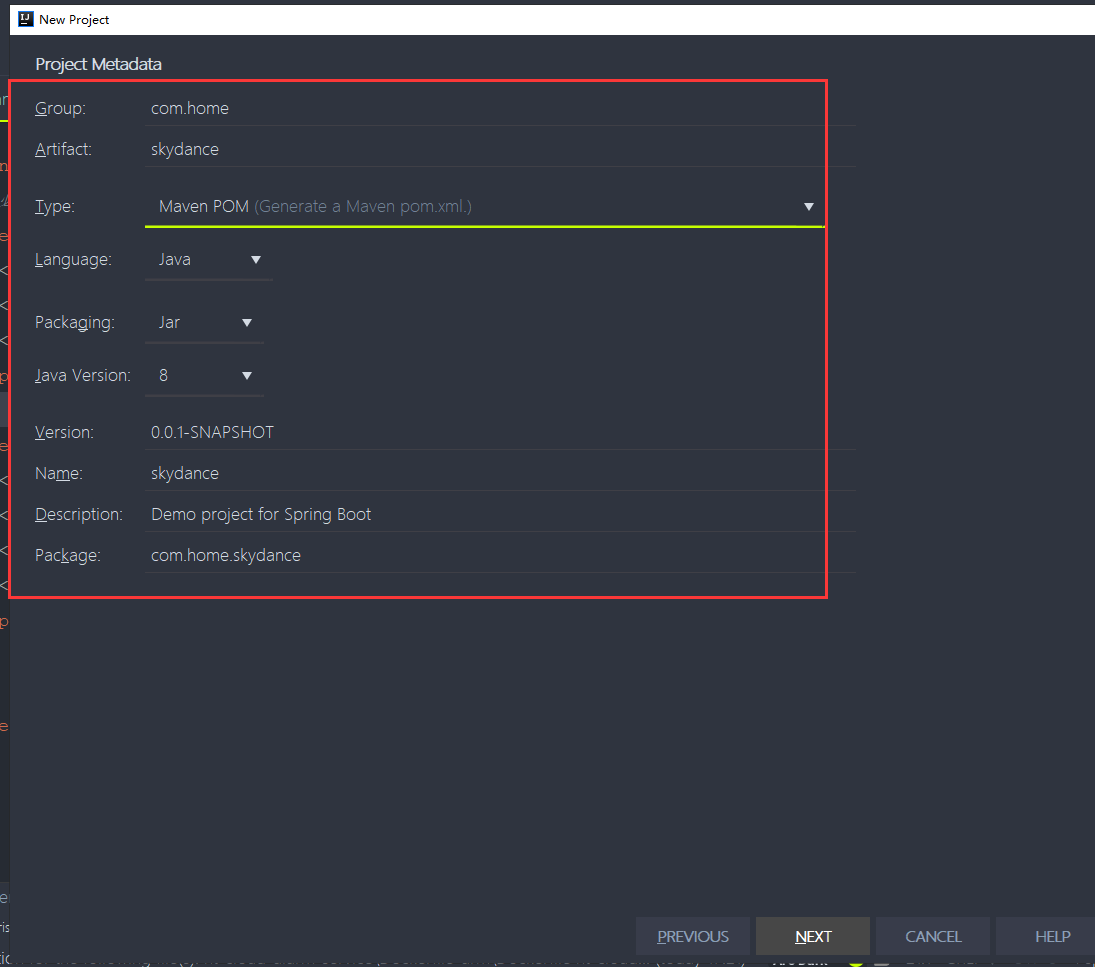 New Project
Project Metadata
Group: com.home
Artifact: skydance
Type: Maven POM (Generate a Maven pom.xml.)
Language: Java
Packaging: Jar
Java Version: 8
Version: 0.0.1-SNAPSHOT
Name: skydance
Description: Demo project for Spring Boot
Package: com.home.skydance
PREVIOUS NEXT CANCEL HELP